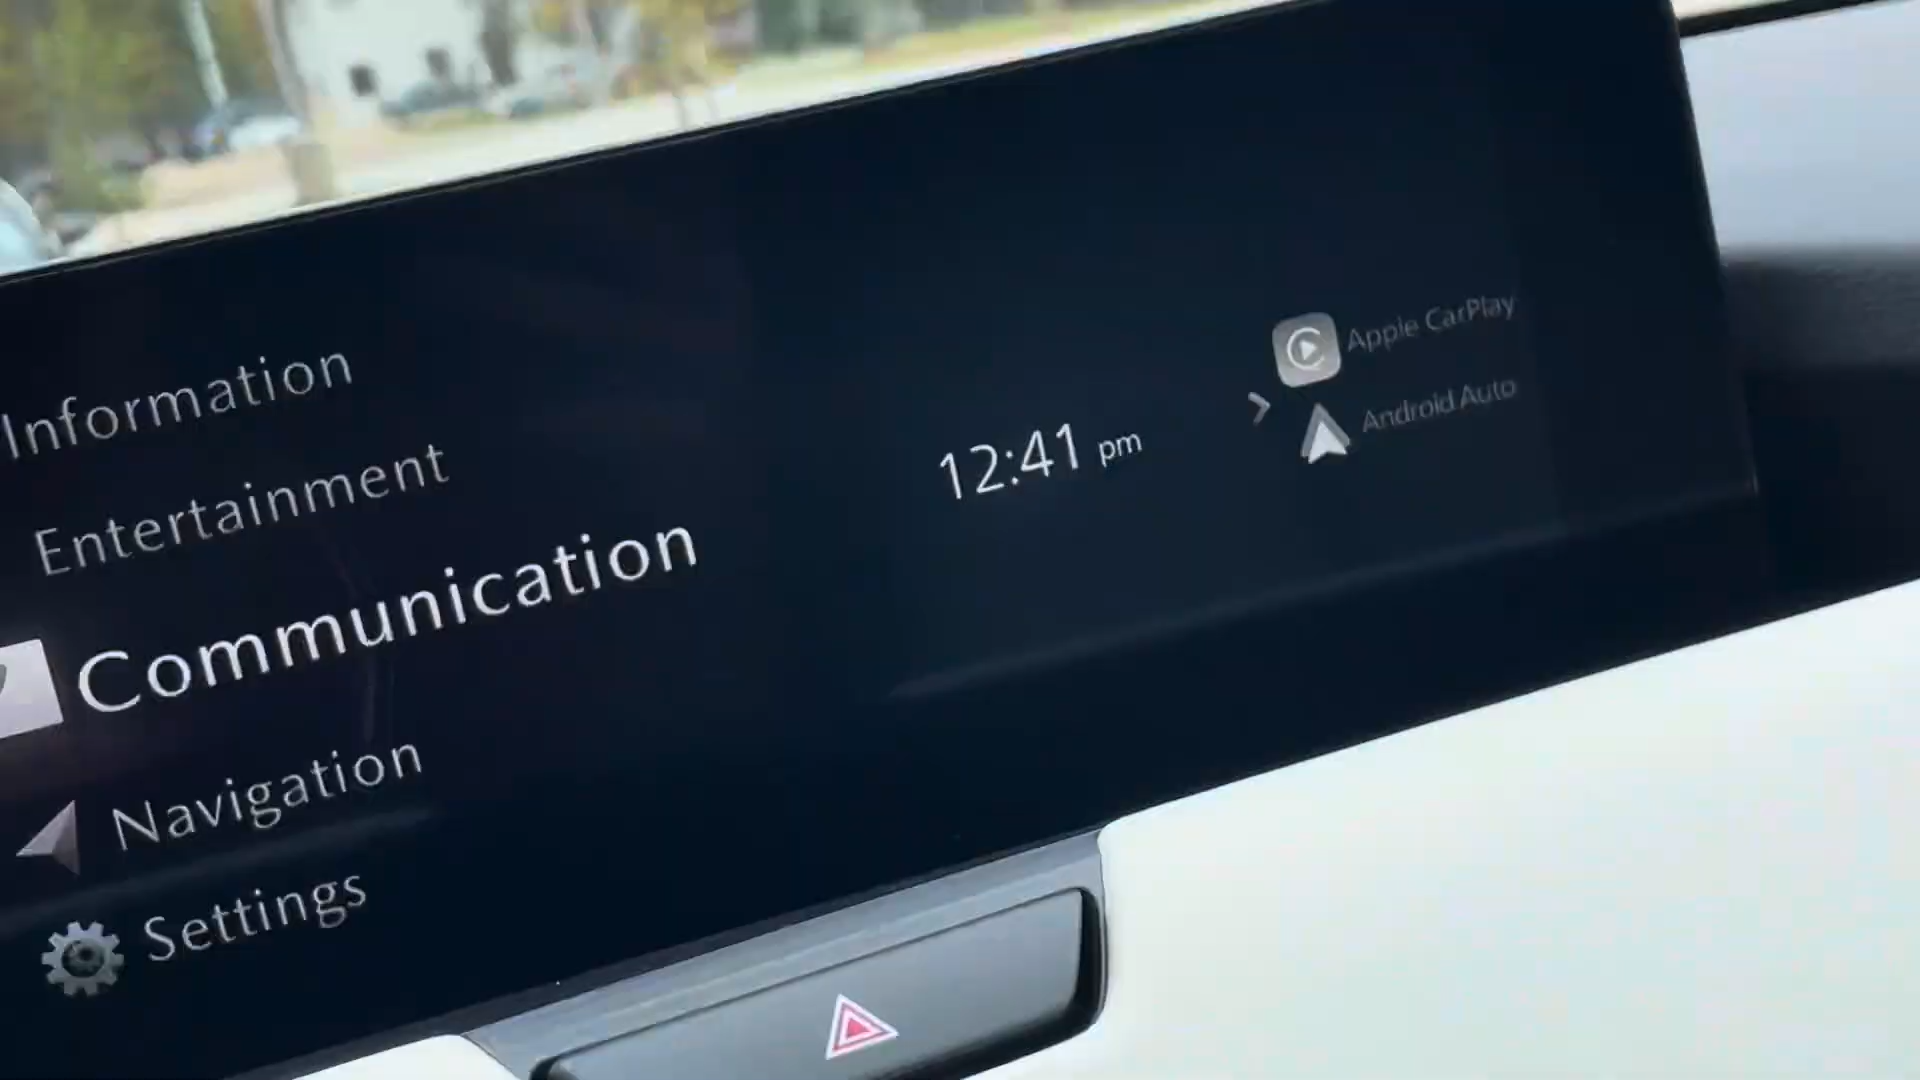 Information
Entertainment
Communication
Navigation
Settings
12:41 pm
Apple CarPlay
Android Auto